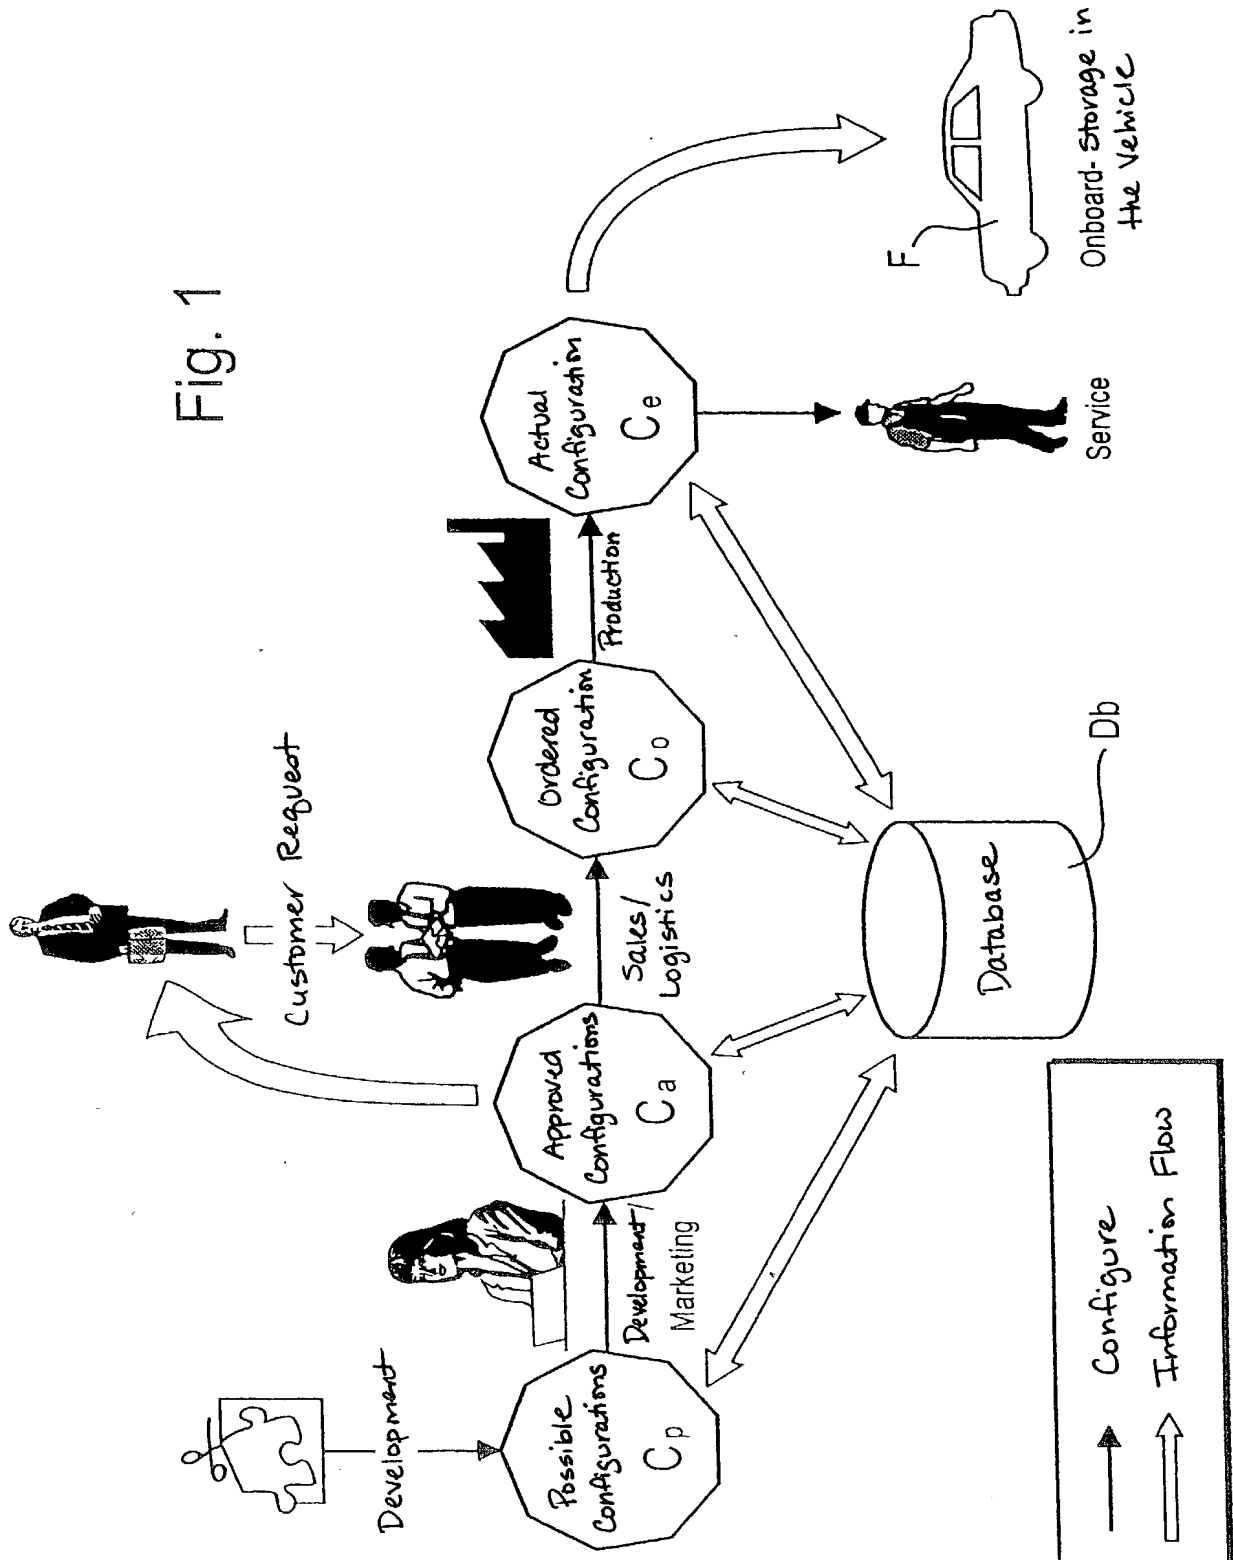 Fig. 1
Development
Customer Request
Possible
Configurations
Cp
Development/
Marketing
Approved
Configurations
Ca
Sales/
Logistics
Ordered
Configuration
Co
Production
Actual
Configuration
Ce
Service
F
Onboard-Storage in
the Vehicle
Database
Db
Configure
Information Flow